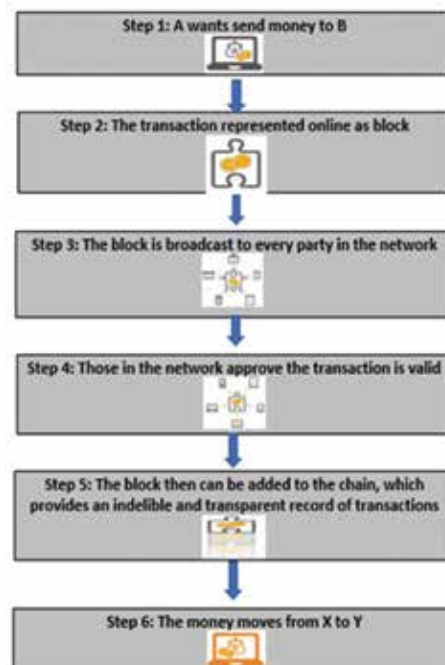 Step 1: A wants send money to B
Step 2: The transaction represented online as block
Step 3: The block is broadcast to every party in the network
Step 4: Those in the network approve the transaction is valid
Step 5: The block then can be added to the chain, which
provides an indelible and transparent record of transactions
Step 6: The money moves from X to Y